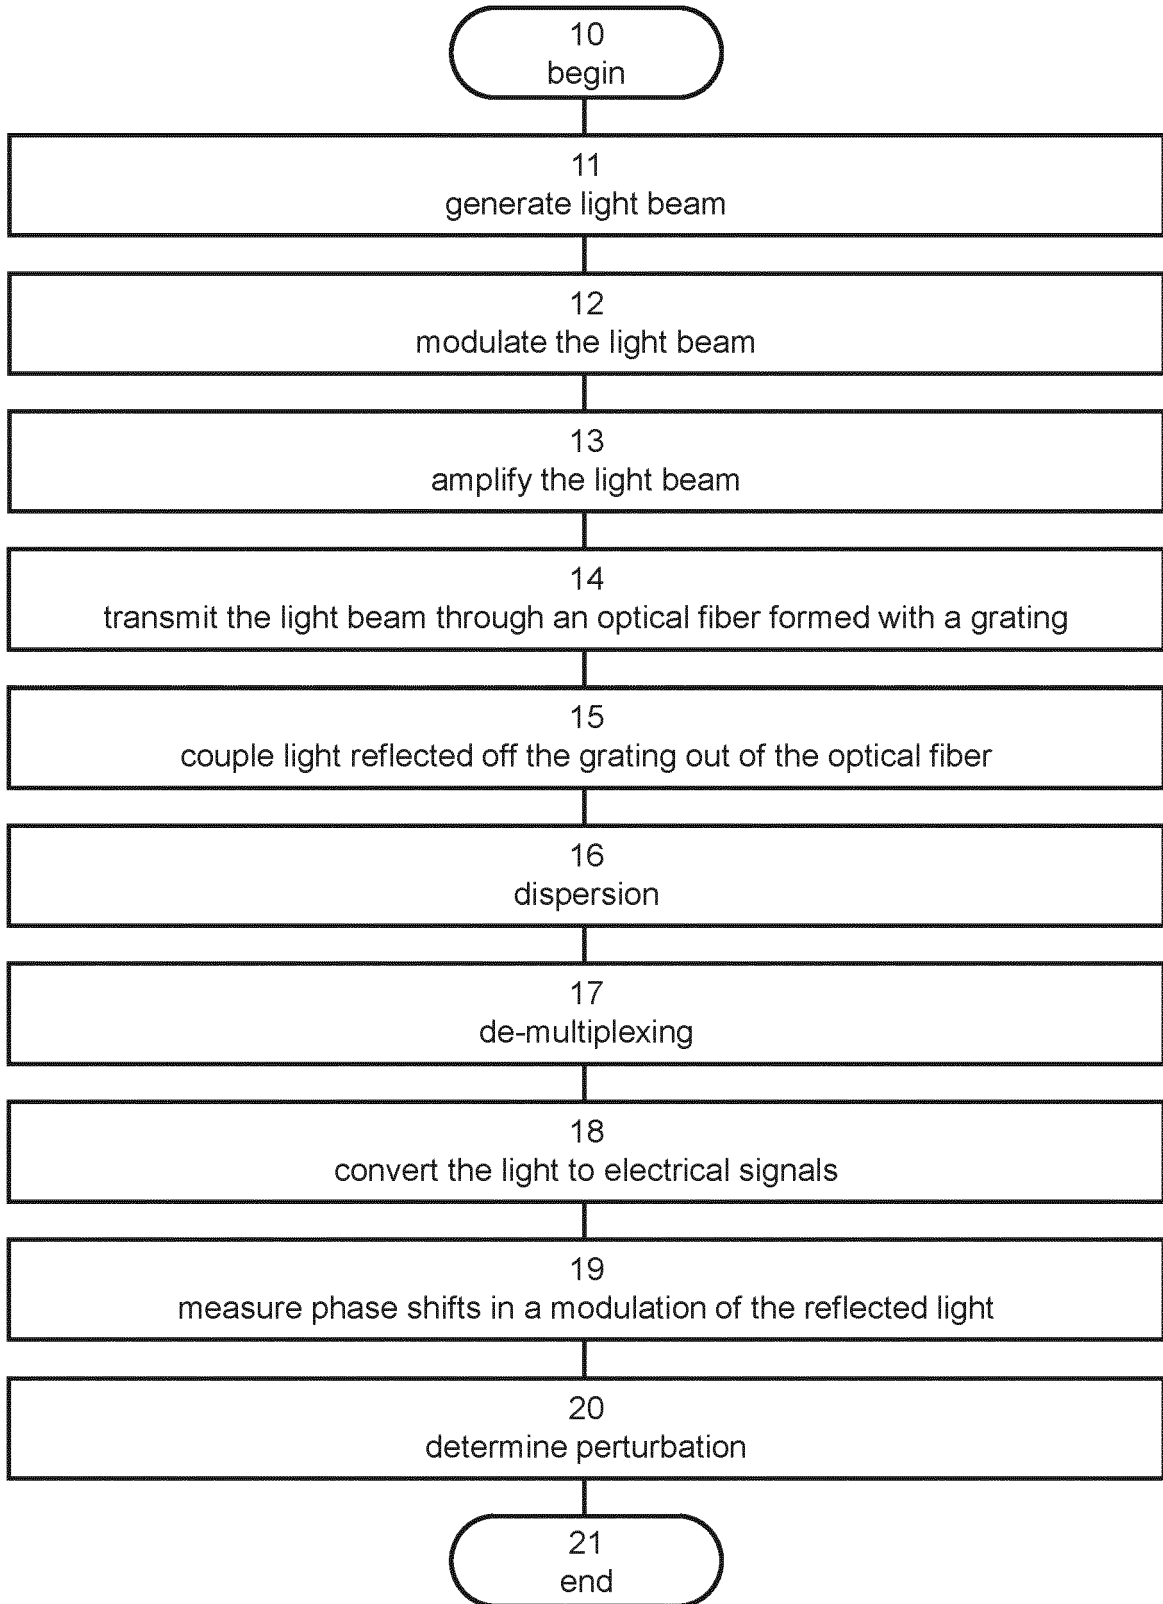 10
begin
11
generate light beam
12
modulate the light beam
13
amplify the light beam
14
transmit the light beam through an optical fiber formed with a grating
15
couple light reflected off the grating out of the optical fiber
16
dispersion
17
de-multiplexing
18
convert the light to electrical signals
19
measure phase shifts in a modulation of the reflected light
20
determine perturbation
21
end